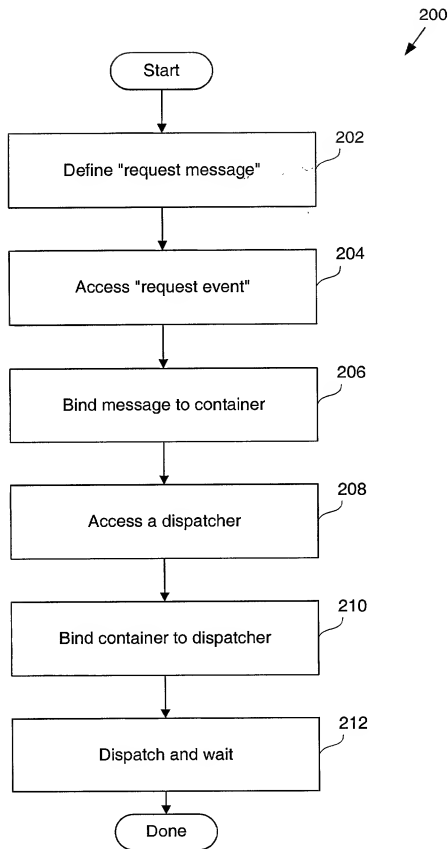 200
Start
202
Define "request message"
204
Access "request event"
206
Bind message to container
208
Access a dispatcher
210
Bind container to dispatcher
212
Dispatch and wait
Done